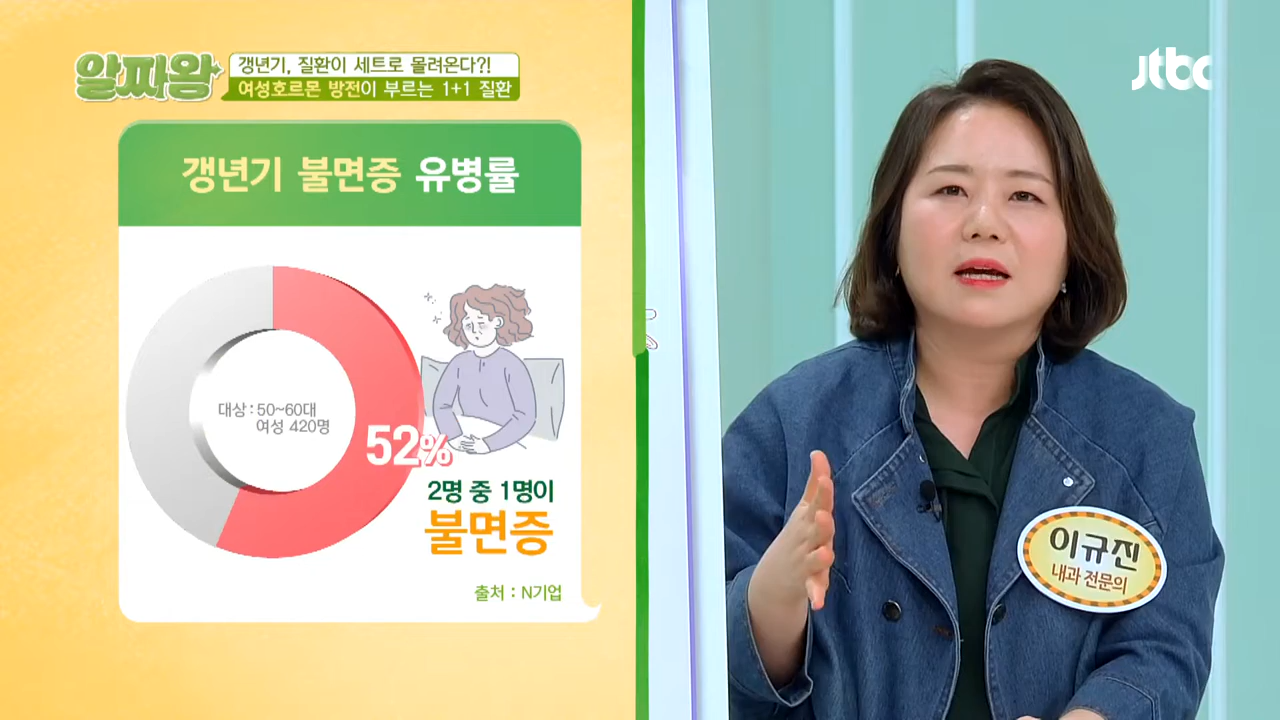 알짜왕
갱년기, 질환이 세트로 몰려온다?!
여성호르몬 방전이 부르는 1+1 질환
jtbc
갱년기 불면증 유병률
대상 : 50~60대
여성 420명
52%
2명 중 1명이
불면증
출처 : N기업
이규진
내과 전문의